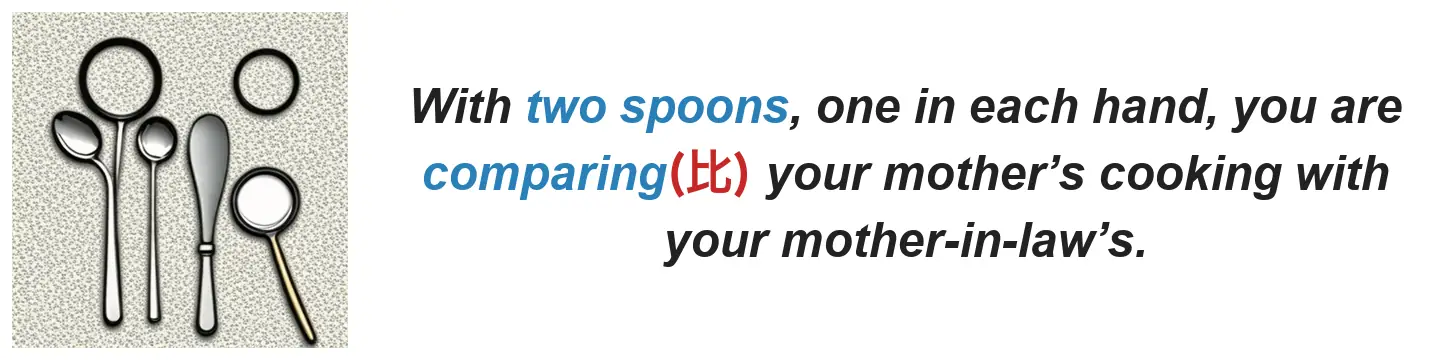 With two spoons, one in each hand, you are
comparing(比) your mother’s cooking with
your mother-in-law’s.